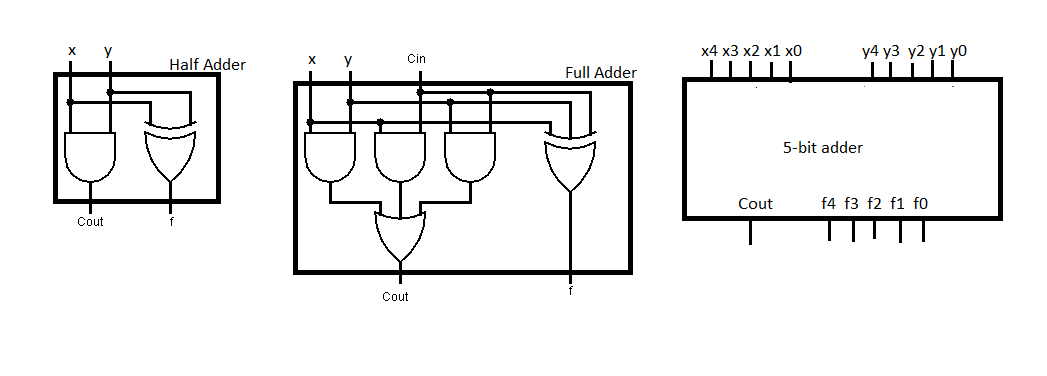 x y
Half Adder
Cout f
x y Cin
Full Adder
Cout f
x4 x3 x2 x1 x0 y4 y3 y2 y1 y0
5-bit adder
Cout f4 f3 f2 f1 f0